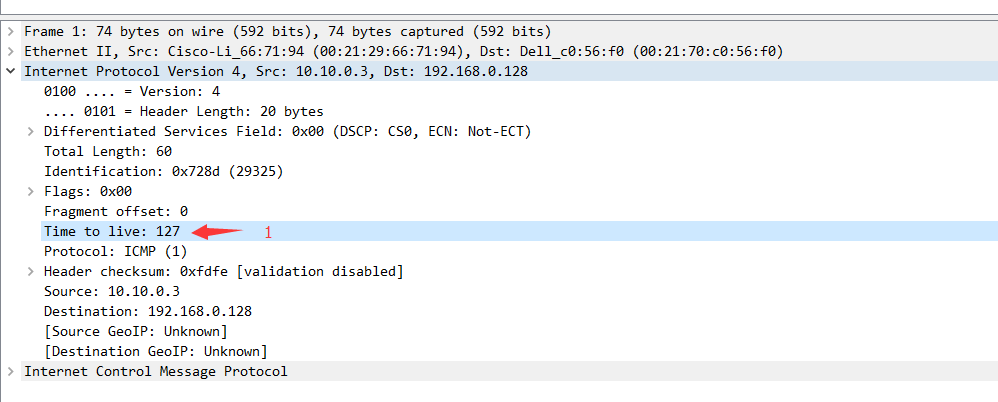 Frame 1: 74 bytes on wire (592 bits), 74 bytes captured (592 bits)
Ethernet II, Src: Cisco-Li_66:71:94 (00:21:29:66:71:94), Dst: Dell_c0:56:f0 (00:21:70:c0:56:f0)
Internet Protocol Version 4, Src: 10.10.0.3, Dst: 192.168.0.128
0100 .... = Version: 4
.... 0101 = Header Length: 20 bytes
Differentiated Services Field: 0x00 (DSCP: CS0, ECN: Not-ECT)
Total Length: 60
Identification: 0x728d (29325)
Flags: 0x00
Fragment offset: 0
Time to live: 127 1
Protocol: ICMP (1)
Header checksum: 0xfdfe [validation disabled]
Source: 10.10.0.3
Destination: 192.168.0.128
[Source GeoIP: Unknown]
[Destination GeoIP: Unknown]
Internet Control Message Protocol